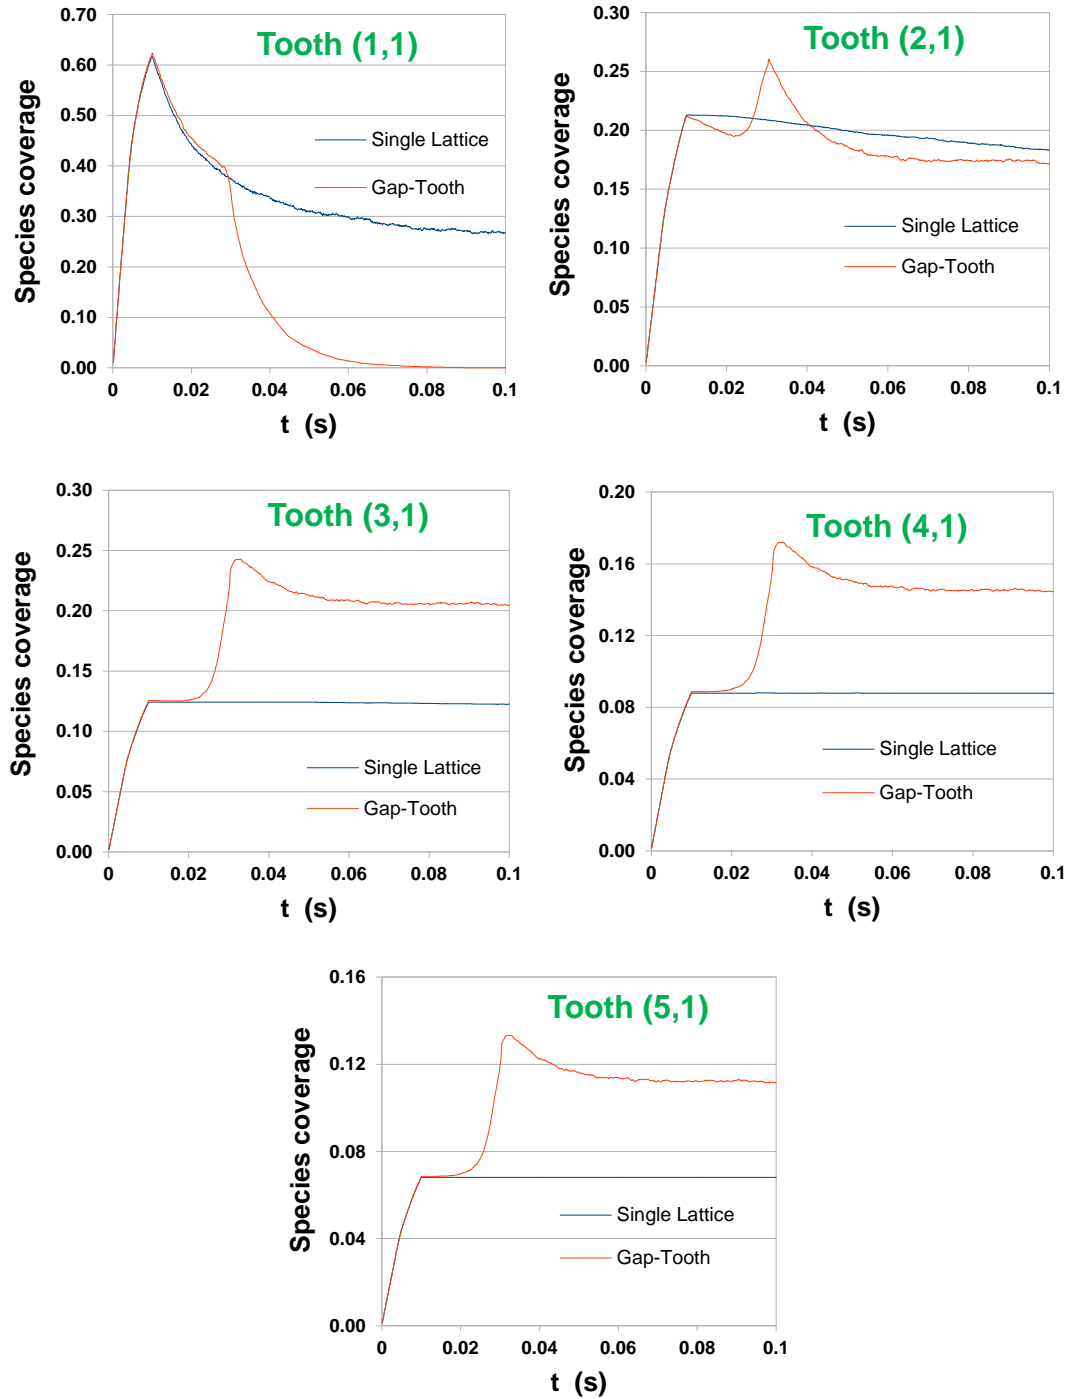 Tooth (1,1)
Species coverage
0.70
0.60
0.50
0.40
0.30
0.20
0.10
0.00
Single Lattice
Gap-Tooth
0 0.02 0.04 0.06 0.08 0.1
t (s)
Tooth (2,1)
Species coverage
0.30
0.25
0.20
0.15
0.10
0.05
0.00
Single Lattice
Gap-Tooth
0 0.02 0.04 0.06 0.08 0.1
t (s)
Tooth (3,1)
Species coverage
0.30
0.25
0.20
0.15
0.10
0.05
0.00
Single Lattice
Gap-Tooth
0 0.02 0.04 0.06 0.08 0.1
t (s)
Tooth (4,1)
Species coverage
0.20
0.16
0.12
0.08
0.04
0.00
Single Lattice
Gap-Tooth
0 0.02 0.04 0.06 0.08 0.1
t (s)
Tooth (5,1)
Species coverage
0.16
0.12
0.08
0.04
0.00
Single Lattice
Gap-Tooth
0 0.02 0.04 0.06 0.08 0.1
t (s)